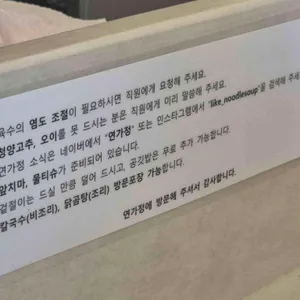 육수의 염도 조절이 필요하시면 직원에게 요청해 주세요.
청양고추, 오이를 못 드시는 분은 직원에게 미리 말씀해 주세요.
연가정 소식은 네이버에서 "연가정" 또는 인스타그램에서 "like_noodlesoup"을 검색해 주세요
앞치마, 물티슈가 준비되어 있습니다.
겉절이는 드실 만큼 덜어 드시고, 공깃밥은 무료 추가 가능합니다.
칼국수(비조리), 닭곰탕(조리) 방문포장 가능합니다.
연가정에 방문해 주셔서 감사합니다.